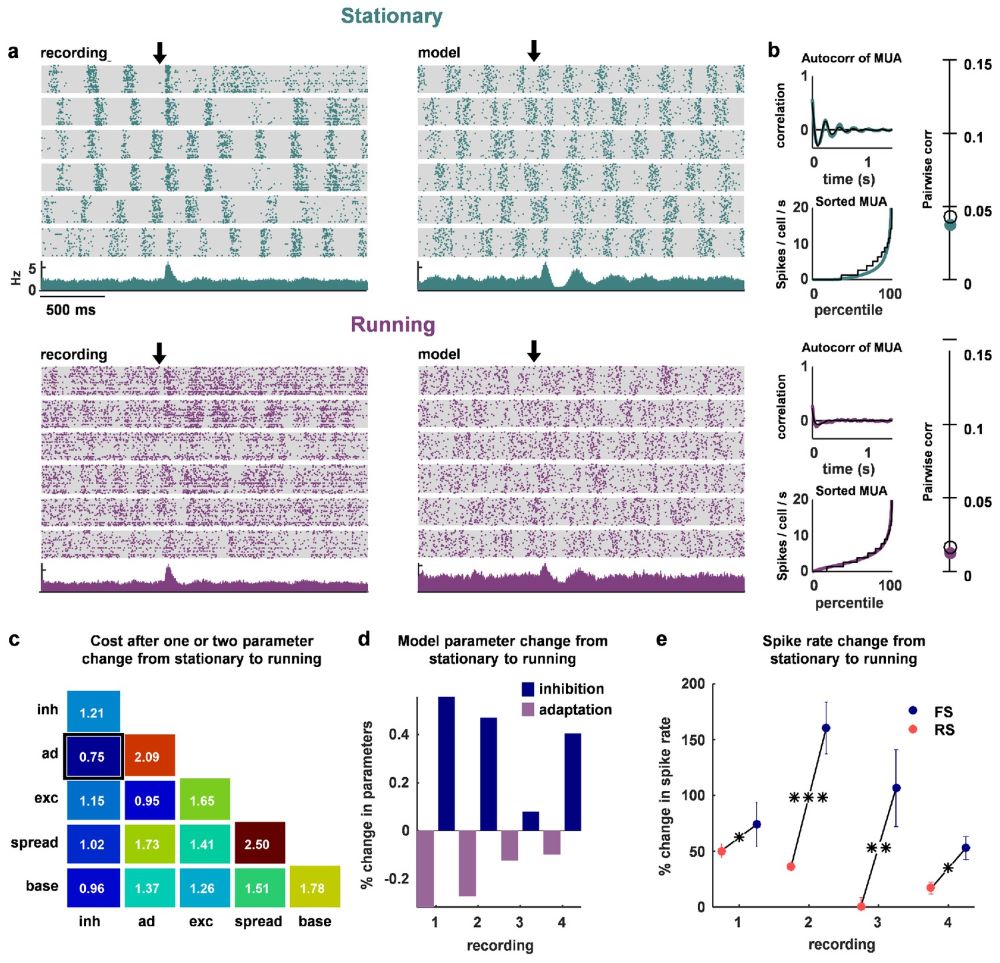 Stationary
a
recording
model
Hz
5
0
500 ms
b
Autocorr of MUA
correlation
1
0
0
1
time (s)
Sorted MUA
Spikes / cell / s
20
10
0
0
100
percentile
Pairwise corr
0.15
0.1
0.05
0
Running
recording
model
Autocorr of MUA
correlation
1
0
0
1
time (s)
Sorted MUA
Spikes / cell / s
20
10
0
0
100
percentile
Pairwise corr
0.15
0.1
0.05
0
c
Cost after one or two parameter
change from stationary to running
inh 1.21
ad 0.75 2.09
exc 1.15 0.95 1.65
spread 1.02 1.73 1.41 2.50
base 0.96 1.37 1.26 1.51 1.78
inh ad exc spread base
d
Model parameter change from
stationary to running
inhibition
adaptation
% change in parameters
0.4
0.2
0
-0.2
1 2 3 4
recording
e
Spike rate change from
stationary to running
FS
RS
% change in spike rate
200
150
100
50
0
1 2 3 4
recording